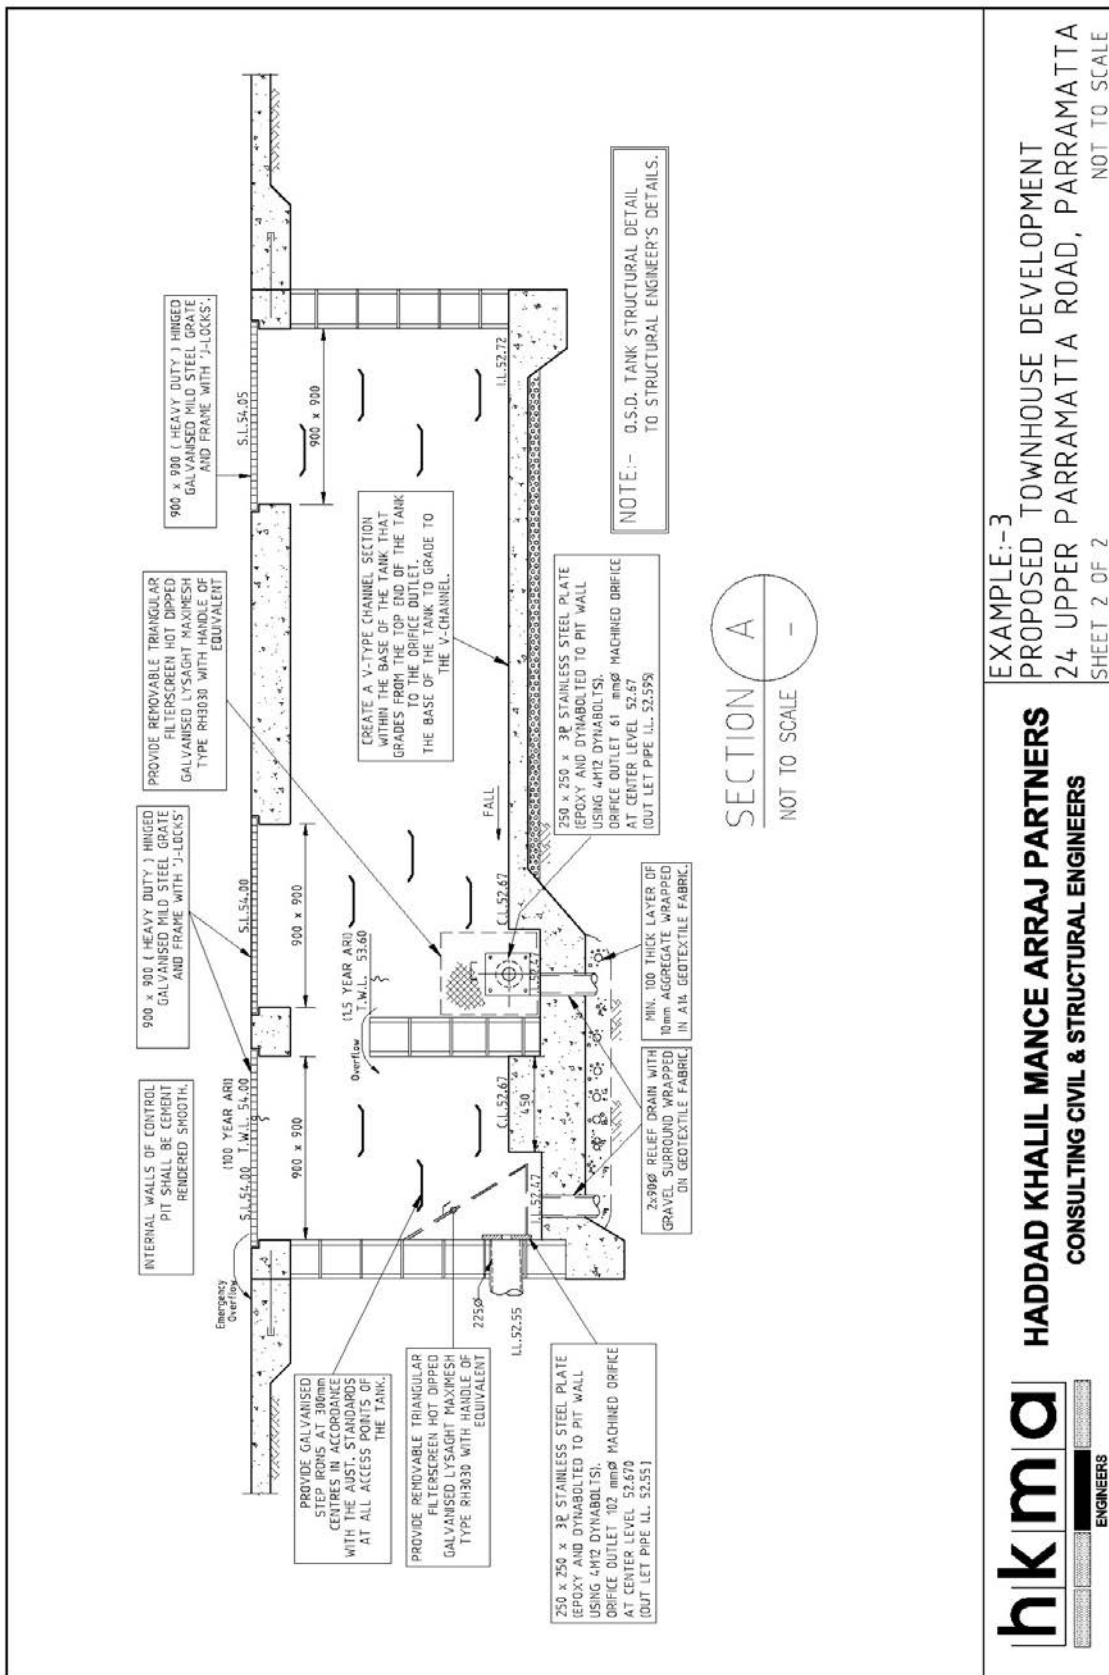 INTERNAL WALLS OF CONTROL
PIT SHALL BE CEMENT
RENDERED SMOOTH.
900 x 900 ( HEAVY DUTY ) HINGED
GALVANISED MILD STEEL GRATE
AND FRAME WITH 'J-LOCKS'
PROVIDE REMOVABLE TRIANGULAR
FILTERSCREEN HOT DIPPED
GALVANISED LYSAGHT MAXIMESH
TYPE RH3030 WITH HANDLE OF
EQUIVALENT
900 x 900 ( HEAVY DUTY ) HINGED
GALVANISED MILD STEEL GRATE
AND FRAME WITH 'J-LOCKS'.
Emergency
Overflow
(100 YEAR ARI)
S.L.54.00 T.W.L. 54.00
S.L.54.00
S.L.54.05
900 x 900
900 x 900
900 x 900
Overflow
(1.5 YEAR ARI)
T.W.L. 53.60
PROVIDE GALVANISED
STEP IRONS AT 300mm
CENTRES IN ACCORDANCE
WITH THE AUST. STANDARDS
AT ALL ACCESS POINTS OF
THE TANK.
CREATE A V-TYPE CHANNEL SECTION
WITHIN THE BASE OF THE TANK THAT
GRADES FROM THE TOP END OF THE TANK
TO THE ORIFICE OUTLET.
THE BASE OF THE TANK TO GRADE TO
THE V-CHANNEL.
PROVIDE REMOVABLE TRIANGULAR
FILTERSCREEN HOT DIPPED
GALVANISED LYSAGHT MAXIMESH
TYPE RH3030 WITH HANDLE OF
EQUIVALENT
225Ø
I.L.52.55
I.L.52.47
C.L.52.67
450
C.L.52.67
FALL
I.L.52.72
250 x 250 x 3PL STAINLESS STEEL PLATE
(EPOXY AND DYNABOLTED TO PIT WALL
USING 4M12 DYNABOLTS).
ORIFICE OUTLET 102 mmØ MACHINED ORIFICE
AT CENTER LEVEL 52.670
(OUT LET PIPE I.L. 52.55)
2x90Ø RELIEF DRAIN WITH
GRAVEL SURROUND WRAPPED
ON GEOTEXTILE FABRIC.
MIN. 100 THICK LAYER OF
10mm AGGREGATE WRAPPED
IN A14 GEOTEXTILE FABRIC.
250 x 250 x 3PL STAINLESS STEEL PLATE
(EPOXY AND DYNABOLTED TO PIT WALL
USING 4M12 DYNABOLTS).
ORIFICE OUTLET 61 mmØ MACHINED ORIFICE
AT CENTER LEVEL 52.67
(OUT LET PIPE I.L. 52.595)
NOTE:- O.S.D. TANK STRUCTURAL DETAIL
TO STRUCTURAL ENGINEER'S DETAILS.
SECTION A
NOT TO SCALE -
hkma
ENGINEERS
HADDAD KHALIL MANCE ARRAJ PARTNERS
CONSULTING CIVIL & STRUCTURAL ENGINEERS
EXAMPLE:-3
PROPOSED TOWNHOUSE DEVELOPMENT
24 UPPER PARRAMATTA ROAD, PARRAMATTA
SHEET 2 OF 2 NOT TO SCALE